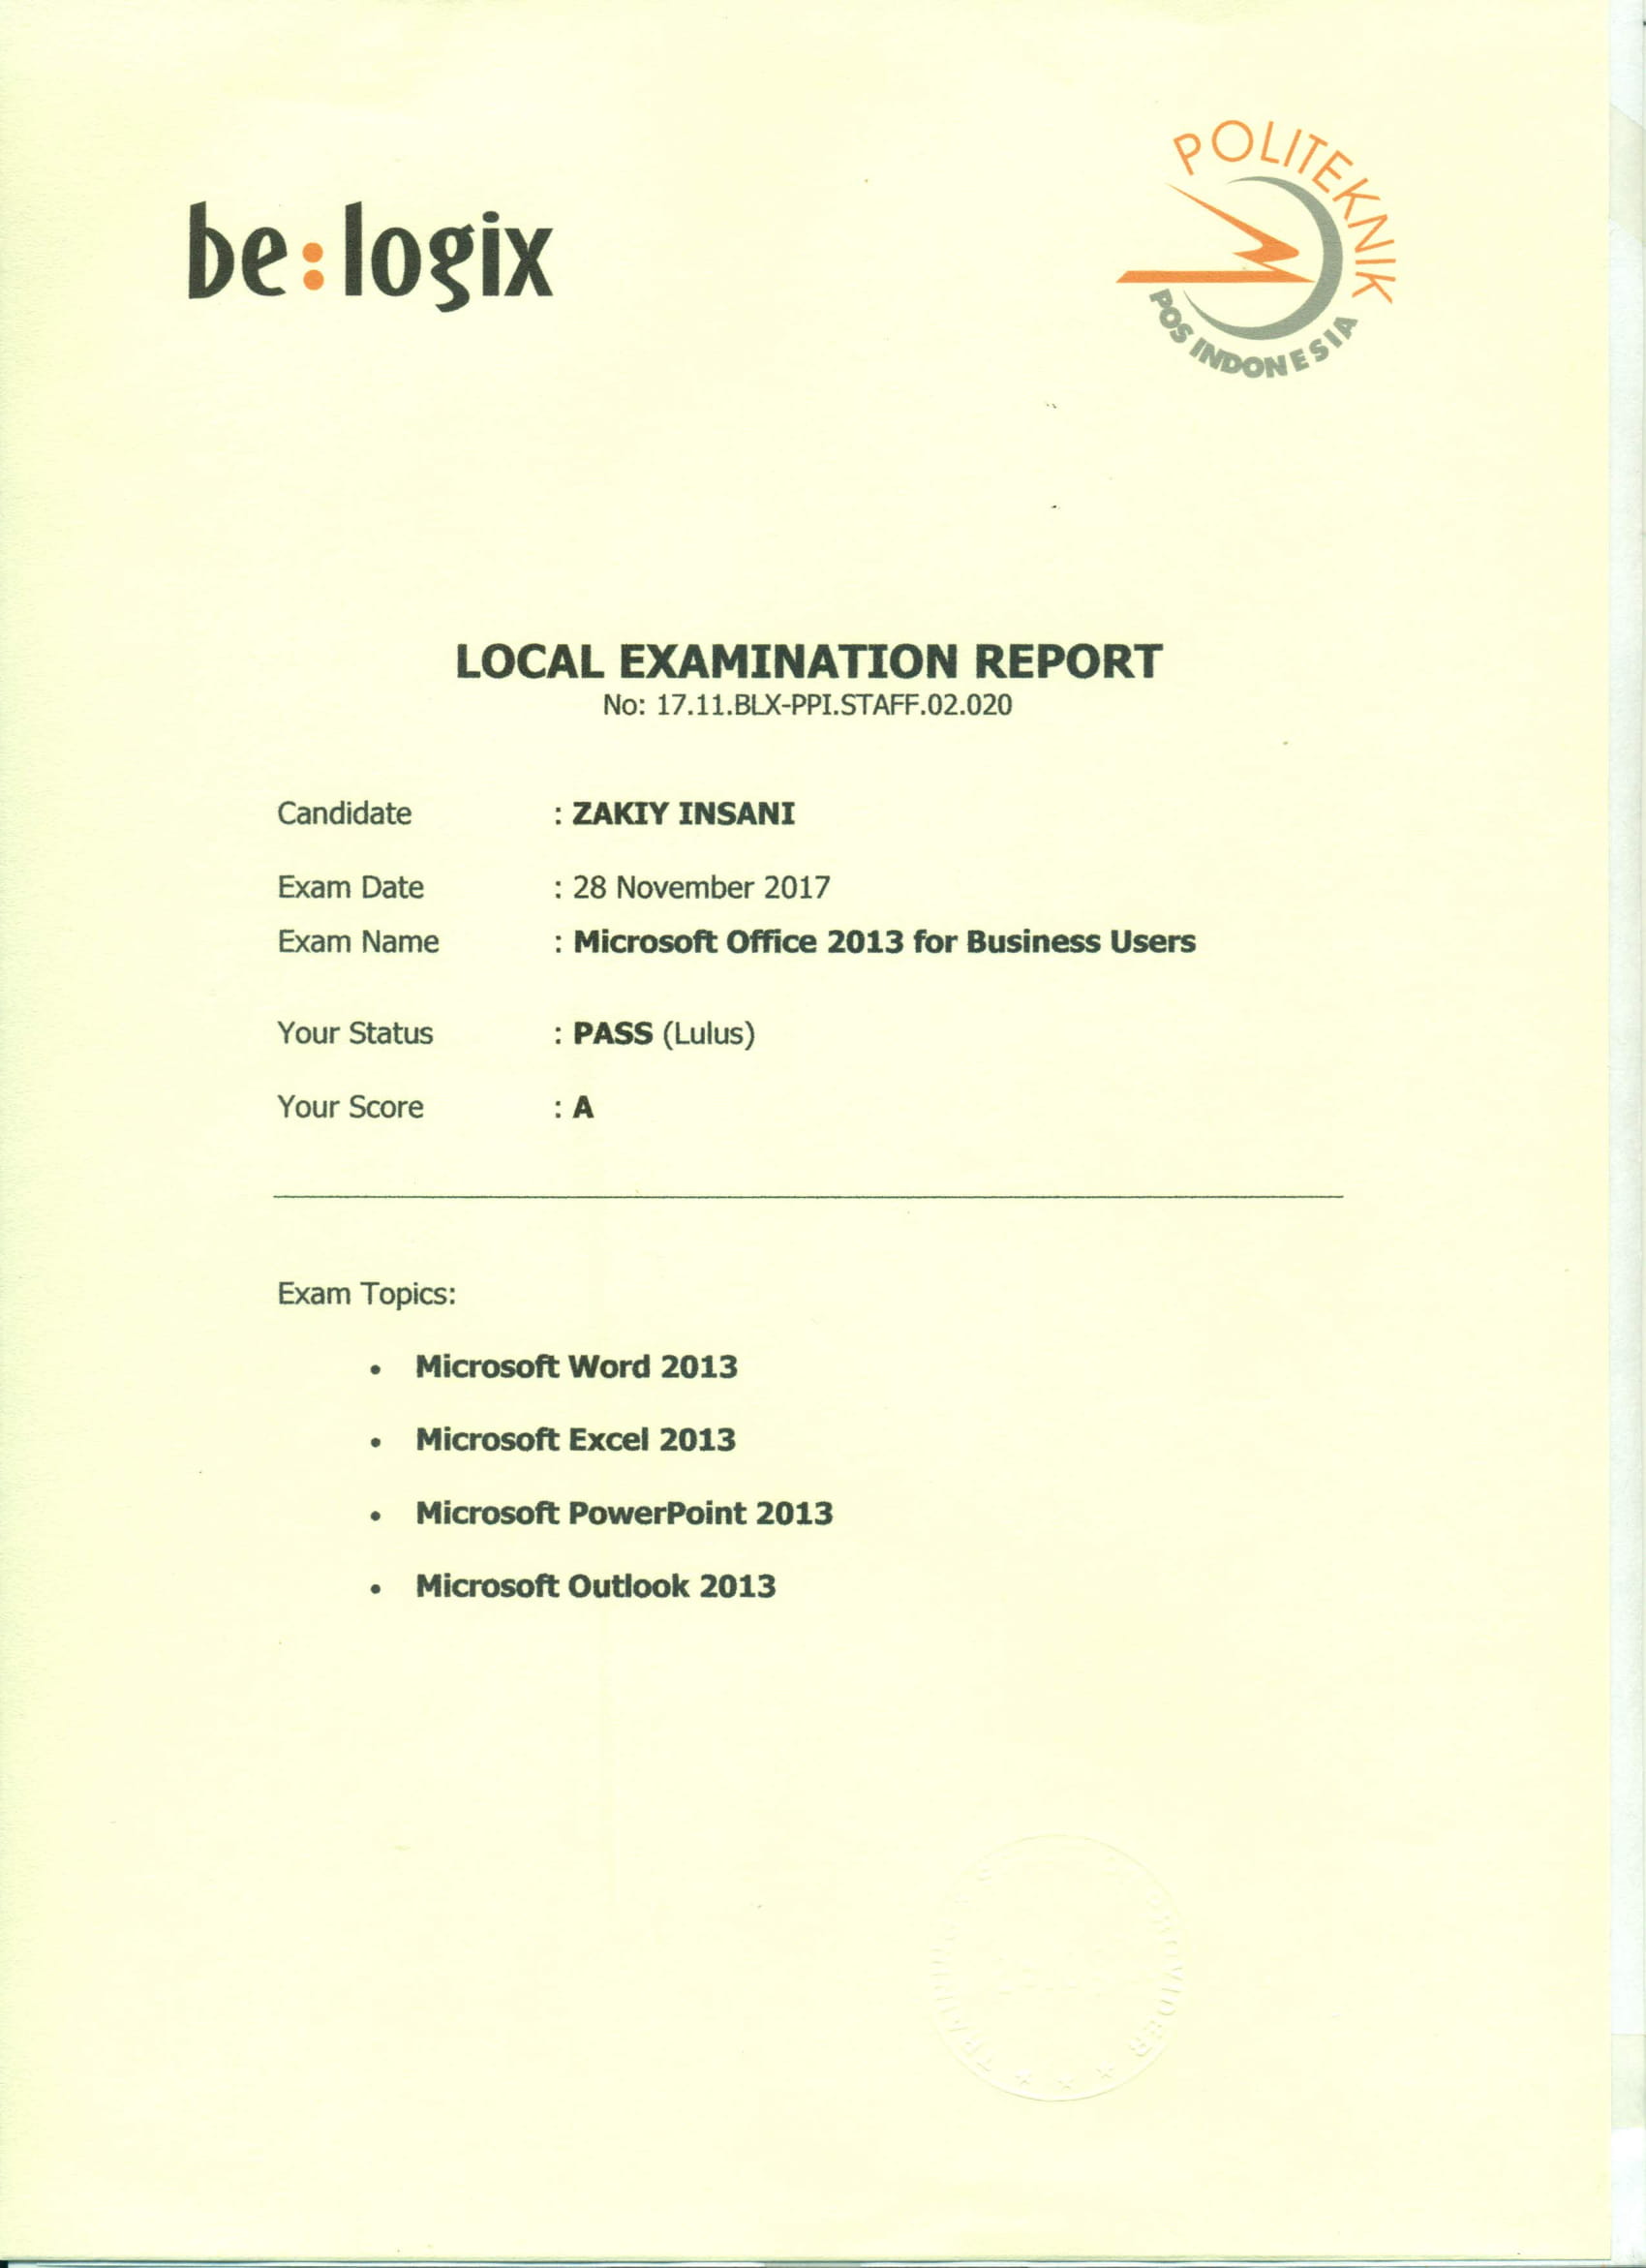 be:logix
POLITEKNIK
POS INDONESIA
LOCAL EXAMINATION REPORT
No: 17.11.BLX-PPI.STAFF.02.020
Candidate : ZAKIY INSANI
Exam Date : 28 November 2017
Exam Name : Microsoft Office 2013 for Business Users
Your Status : PASS (Lulus)
Your Score : A
Exam Topics:
• Microsoft Word 2013
• Microsoft Excel 2013
• Microsoft PowerPoint 2013
• Microsoft Outlook 2013